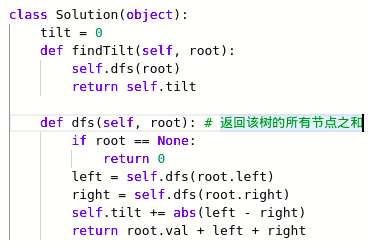 class Solution(object):
    tilt = 0
    def findTilt(self, root):
        self.dfs(root)
        return self.tilt

    def dfs(self, root): # 返回该树的所有节点之和
        if root == None:
            return 0
        left = self.dfs(root.left)
        right = self.dfs(root.right)
        self.tilt += abs(left - right)
        return root.val + left + right